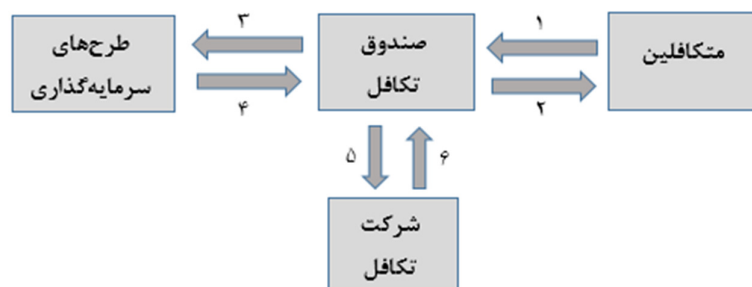 متکافلین
۱
۲
صندوق
تکافل
۳
۴
طرح‌های
سرمایه‌گذاری
۵
۶
شرکت
تکافل